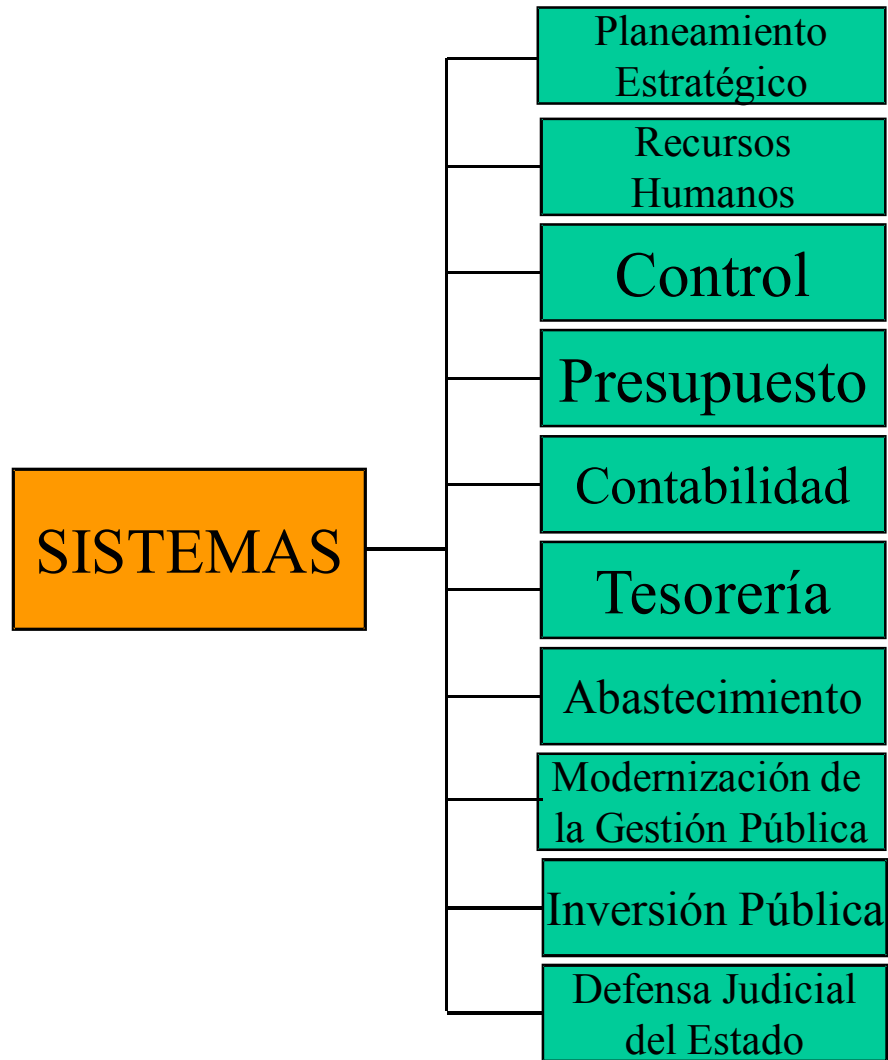 Planeamiento
Estratégico
Recursos
Humanos
Control
Presupuesto
Contabilidad
SISTEMAS
Tesorería
Abastecimiento
Modernización de
la Gestión Pública
Inversión Pública
Defensa Judicial
del Estado